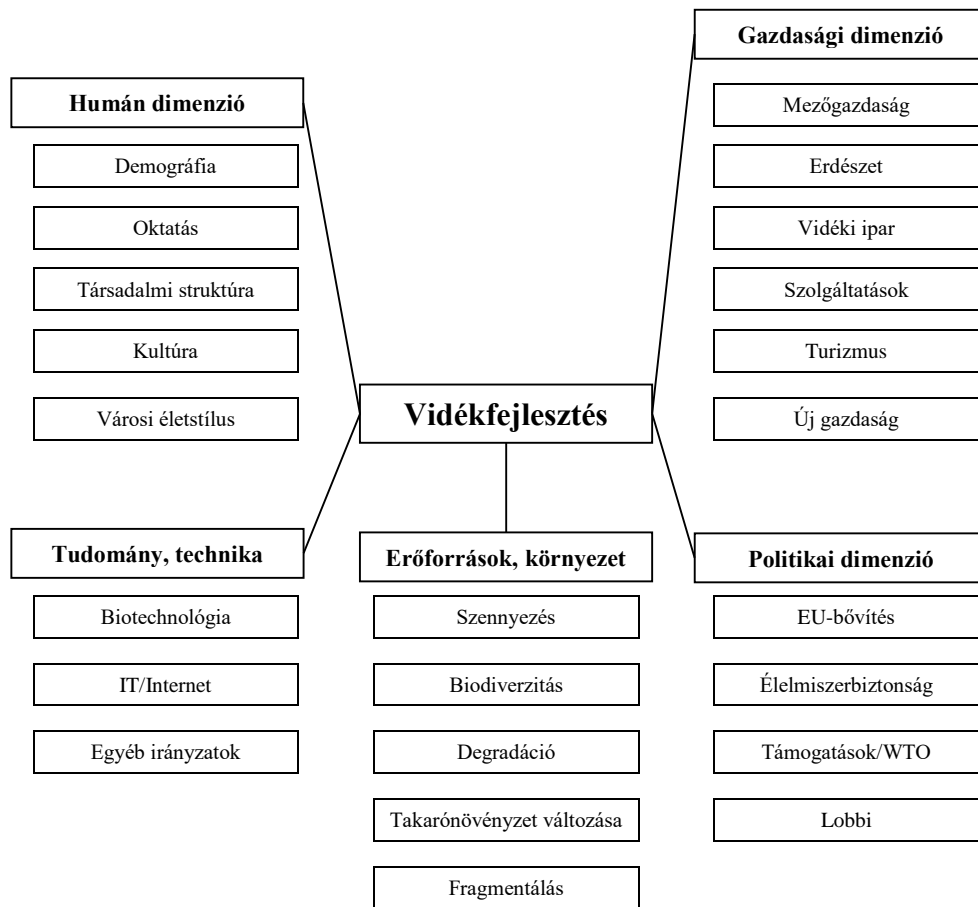 Gazdasági dimenzió
Mezőgazdaság
Erdészet
Vidéki ipar
Szolgáltatások
Turizmus
Új gazdaság
Humán dimenzió
Demográfia
Oktatás
Társadalmi struktúra
Kultúra
Városi életstílus
Vidékfejlesztés
Tudomány, technika
Biotechnológia
IT/Internet
Egyéb irányzatok
Erőforrások, környezet
Szennyezés
Biodiverzitás
Degradáció
Takarónövényzet változása
Fragmentálás
Politikai dimenzió
EU-bővítés
Élelmiszerbiztonság
Támogatások/WTO
Lobbi